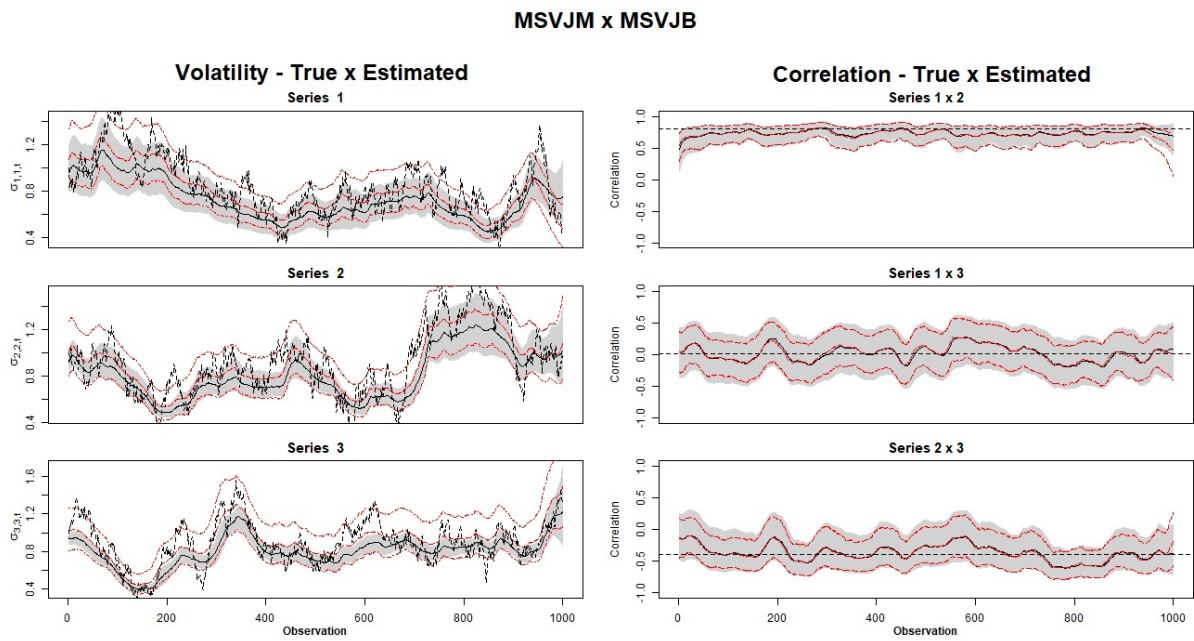 MSVJM x MSVJB
Volatility - True x Estimated
Correlation - True x Estimated
Series 1
σ1,1,t
0.4 0.8 1.2
Series 1 x 2
Correlation
-1.0 -0.5 0.0 0.5 1.0
Series 2
σ2,2,t
0.4 0.8 1.2
Series 1 x 3
Correlation
-1.0 -0.5 0.0 0.5 1.0
Series 3
σ3,3,t
0.4 0.8 1.2 1.6
0 200 400 600 800 1000
Observation
Series 2 x 3
Correlation
-1.0 -0.5 0.0 0.5 1.0
0 200 400 600 800 1000
Observation